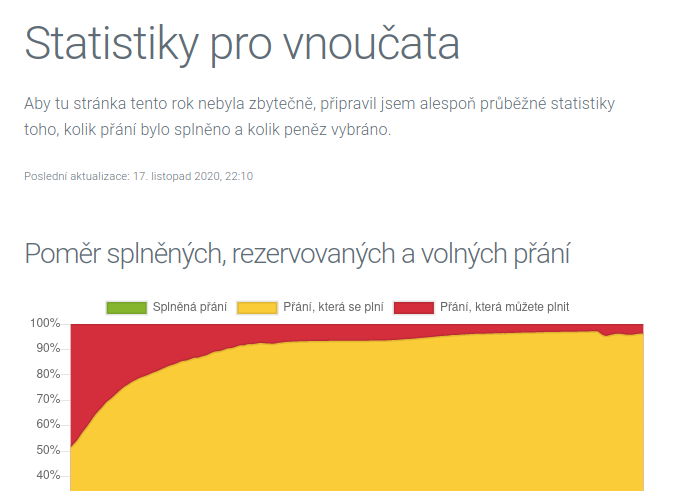 Statistiky pro vnoučata
Aby tu stránka tento rok nebyla zbytečně, připravil jsem alespoň průběžné statistiky
toho, kolik přání bylo splněno a kolik peněz vybráno.
Poslední aktualizace: 17. listopad 2020, 22:10
Poměr splněných, rezervovaných a volných přání
Splněná přání Přání, která se plní Přání, která můžete plnit
100%
90%
80%
70%
60%
50%
40%